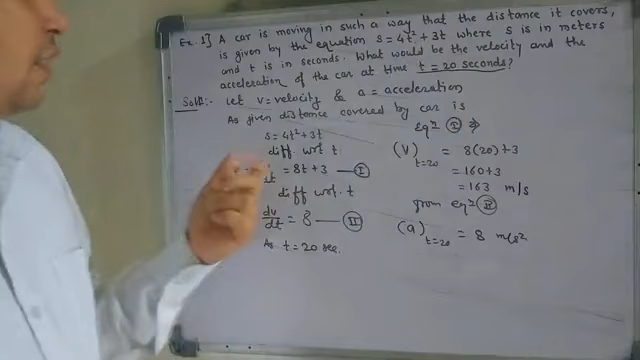 Ex. 1] A car is moving in such a way that the distance it covers,
is given by the equation s = 4t² + 3t where s is in meters
and t is in seconds. What would be the velocity and the
acceleration of the car at time t = 20 seconds?
Soln:- Let v = velocity & a = acceleration
As given distance covered by car is
s = 4t² + 3t
diff wrt t
dt = 8t + 3 — I
diff wrt. t
dv/dt = 8 — II
As t = 20 sec.
eqn I ⇒
(V) t=20 = 8(20) + 3
= 160 + 3
= 163 m/s
from eqn II
(a) t=20 = 8 m/s²